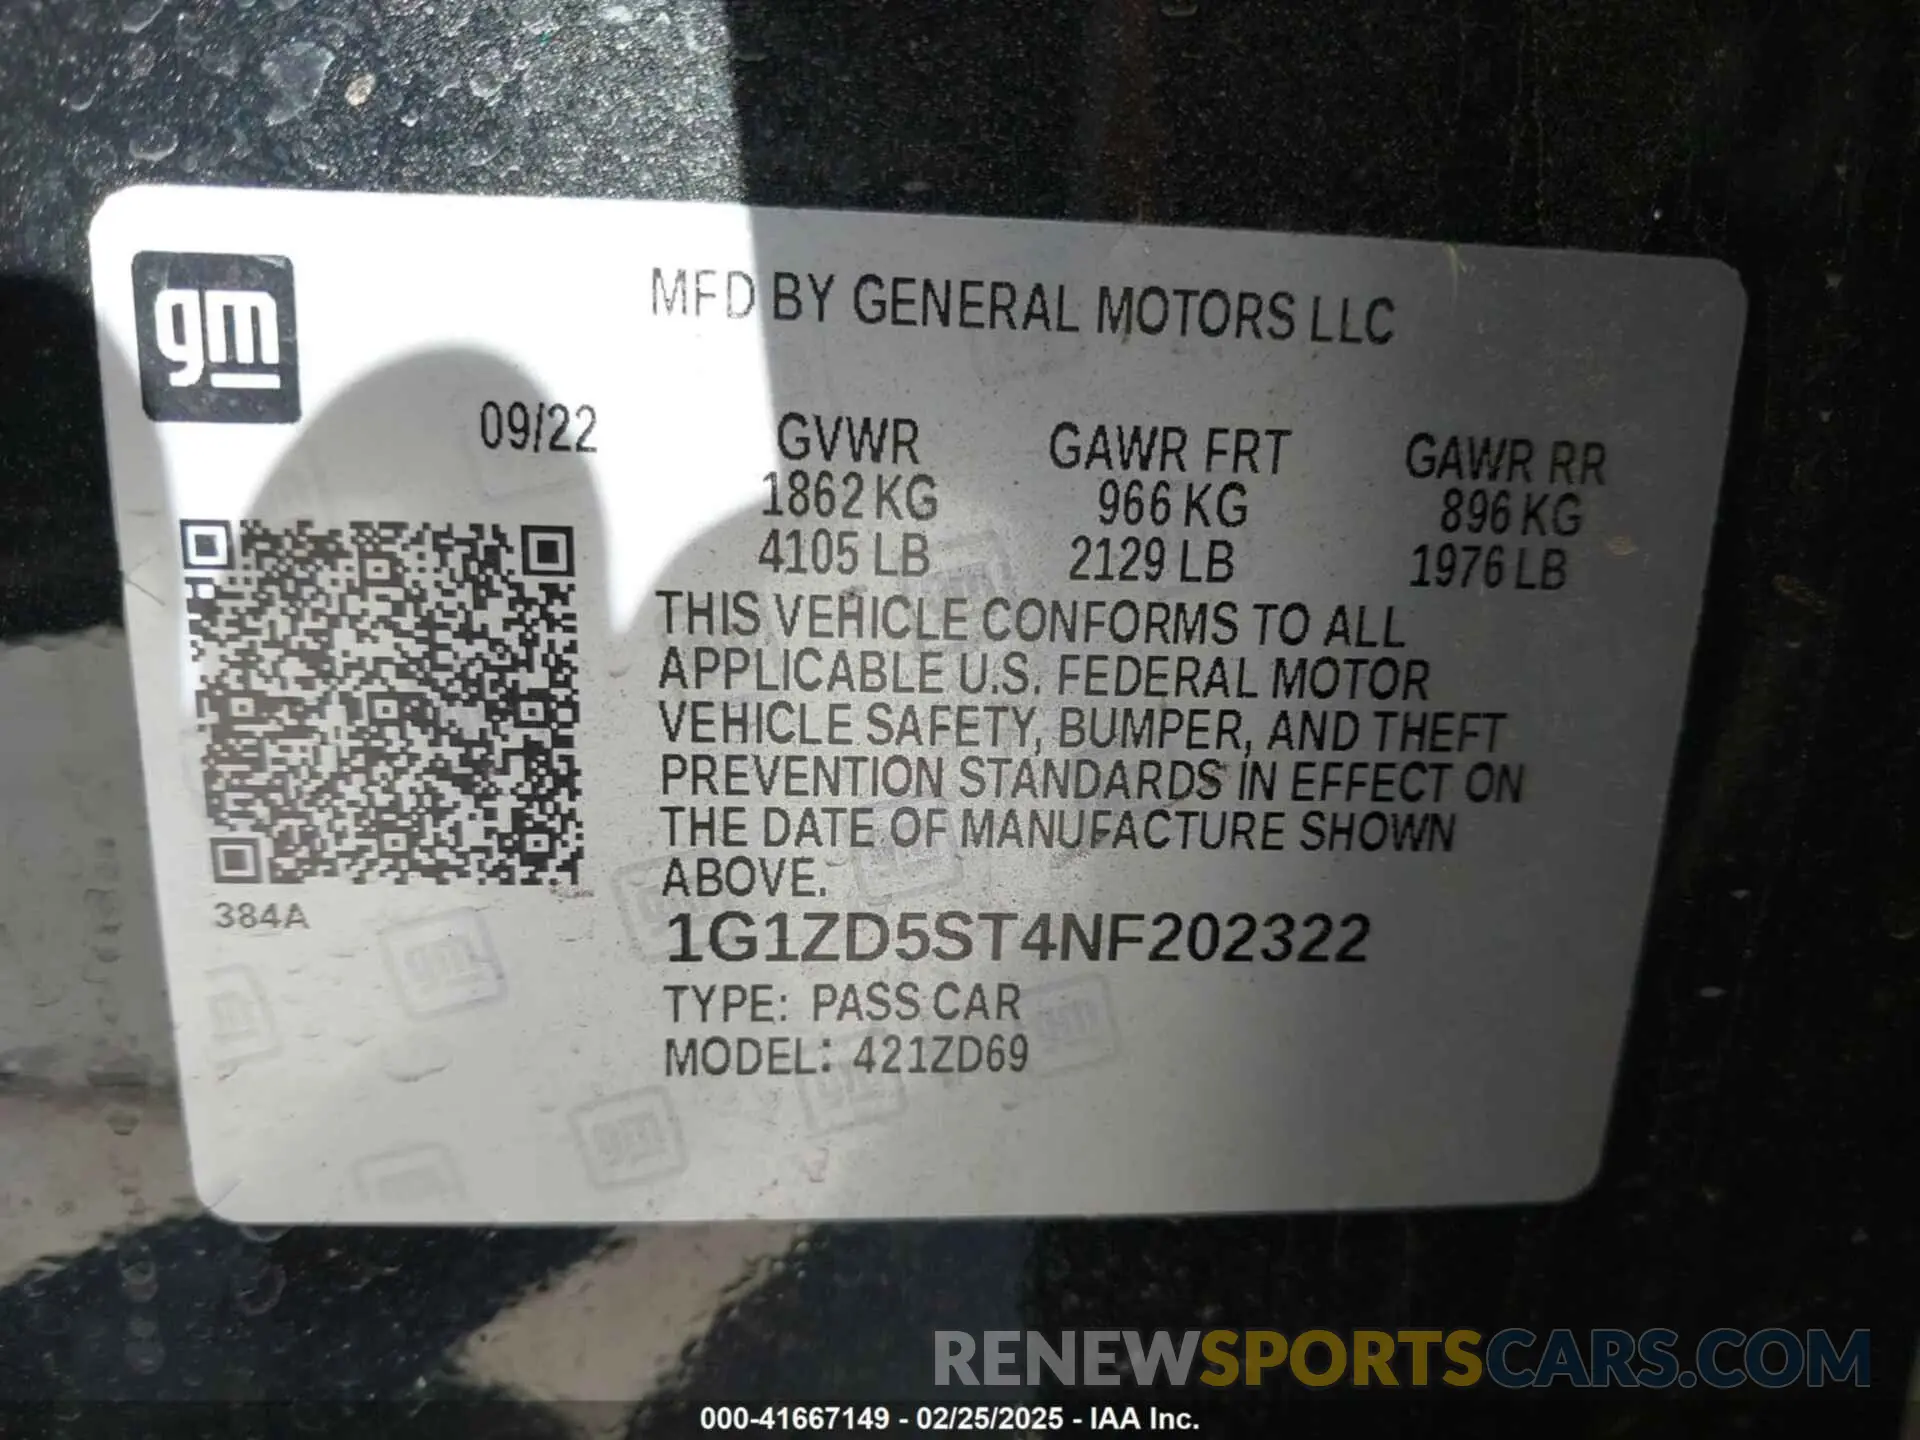 gm
MFD BY GENERAL MOTORS LLC
09/22
GVWR GAWR FRT GAWR RR
1862 KG 966 KG 896 KG
4105 LB 2129 LB 1976 LB
THIS VEHICLE CONFORMS TO ALL
APPLICABLE U.S. FEDERAL MOTOR
VEHICLE SAFETY, BUMPER, AND THEFT
PREVENTION STANDARDS IN EFFECT ON
THE DATE OF MANUFACTURE SHOWN
ABOVE.
384A
1G1ZD5ST4NF202322
TYPE: PASS CAR
MODEL: 421ZD69
RENEWSPORTSCARS.COM
000-41667149 - 02/25/2025 - IAA Inc.